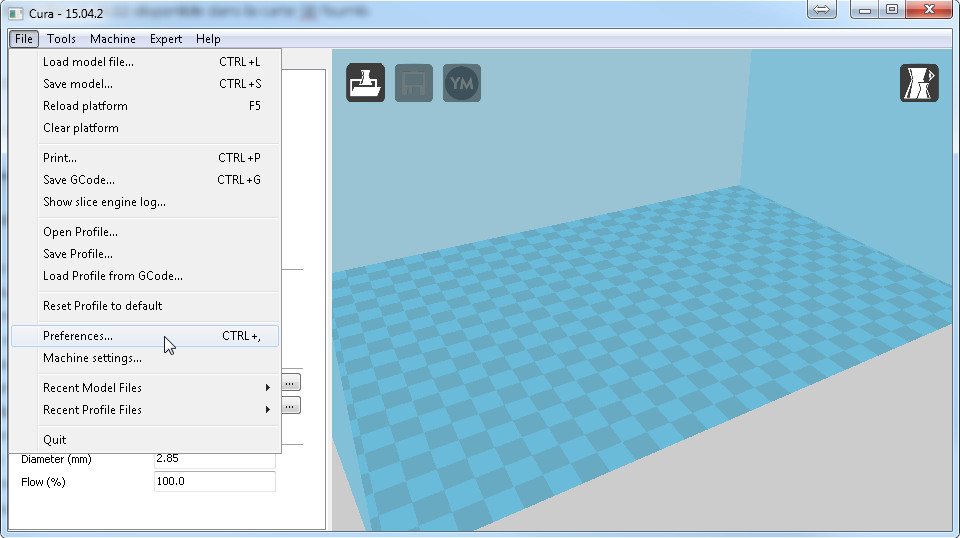 Cura - 15.04.2
File Tools Machine Expert Help
Load model file... CTRL+L
Save model... CTRL+S
Reload platform F5
Clear platform
Print... CTRL+P
Save GCode... CTRL+G
Show slice engine log...
Open Profile...
Save Profile...
Load Profile from GCode...
Reset Profile to default
Preferences... CTRL+,
Machine settings...
Recent Model Files
Recent Profile Files
Quit
...
...
Diameter (mm) 2.85
Flow (%) 100.0
YM